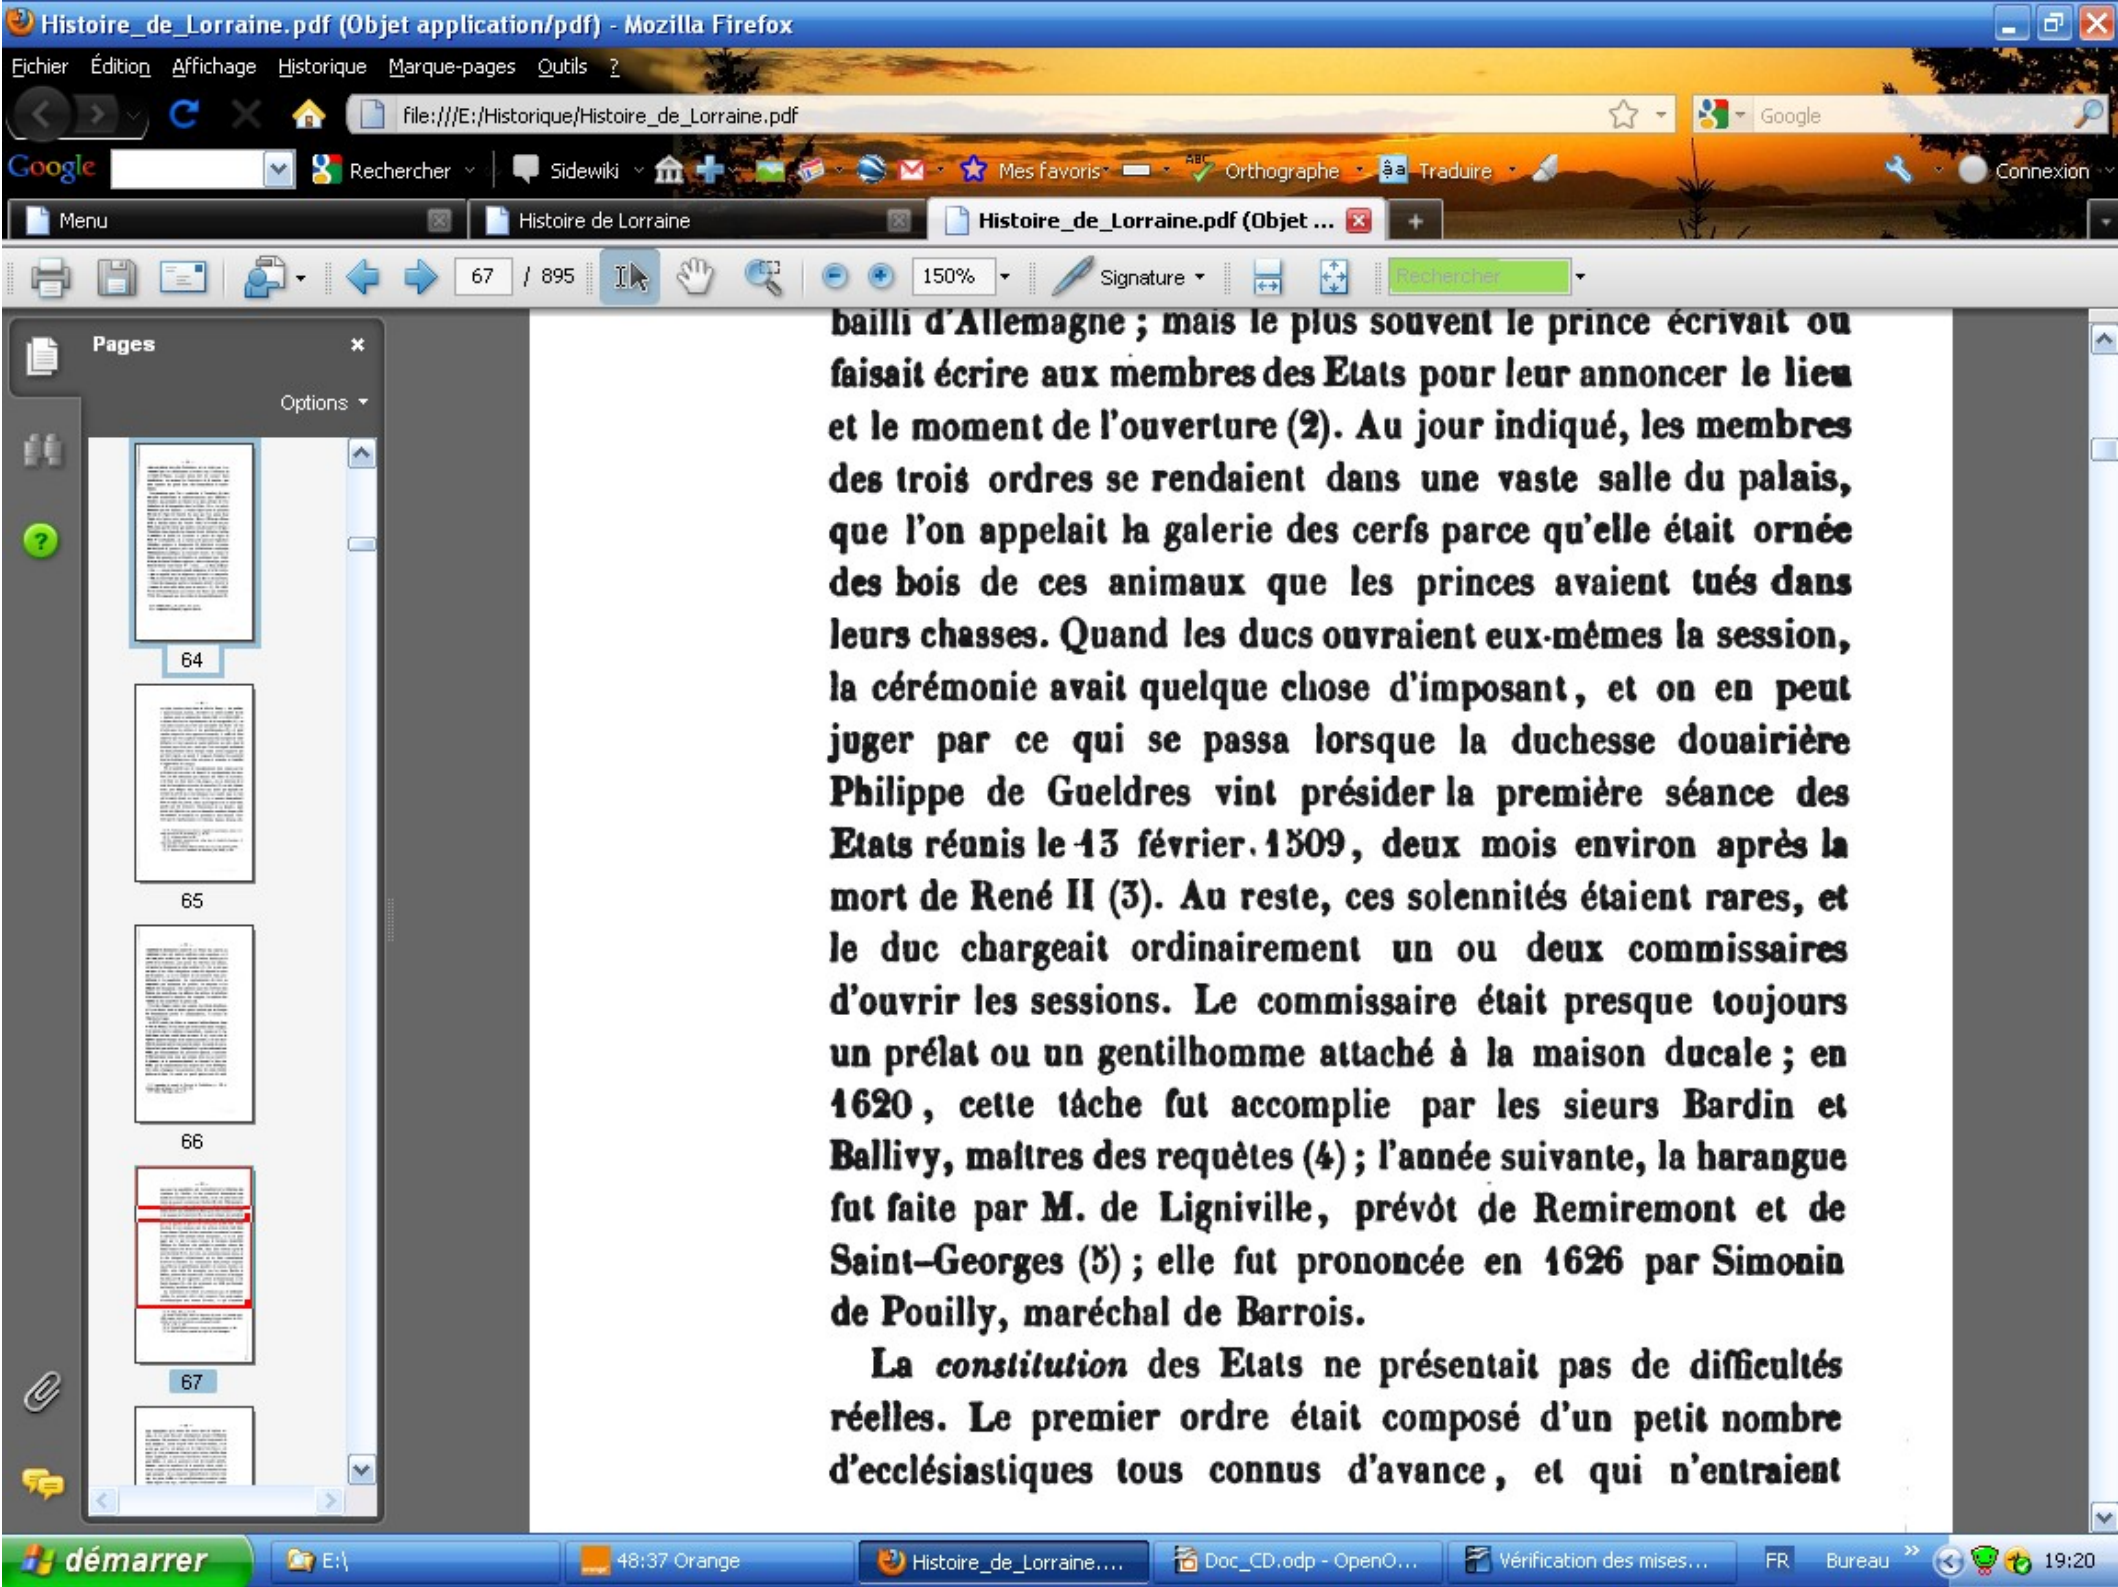 Histoire_de_Lorraine.pdf (Objet application/pdf) - Mozilla Firefox
Fichier Édition Affichage Historique Marque-pages Outils ?
file:///E:/Historique/Histoire_de_Lorraine.pdf
Google
Google Rechercher Sidewiki Mes favoris ABC Orthographe âa Traduire Connexion
Menu
Histoire de Lorraine
Histoire_de_Lorraine.pdf (Objet ...
67 / 895
150%
Signature
Rechercher
Pages
Options
64
65
66
67
bailli d'Allemagne ; mais le plus souvent le prince écrivait ou
faisait écrire aux membres des Etats pour leur annoncer le lieu
et le moment de l'ouverture (2). Au jour indiqué, les membres
des trois ordres se rendaient dans une vaste salle du palais,
que l'on appelait la galerie des cerfs parce qu'elle était ornée
des bois de ces animaux que les princes avaient tués dans
leurs chasses. Quand les ducs ouvraient eux-mêmes la session,
la cérémonie avait quelque chose d'imposant, et on en peut
juger par ce qui se passa lorsque la duchesse douairière
Philippe de Gueldres vint présider la première séance des
Etats réunis le 13 février 1509, deux mois environ après la
mort de René II (3). Au reste, ces solennités étaient rares, et
le duc chargeait ordinairement un ou deux commissaires
d'ouvrir les sessions. Le commissaire était presque toujours
un prélat ou un gentilhomme attaché à la maison ducale ; en
1620, cette tâche fut accomplie par les sieurs Bardin et
Ballivy, maîtres des requêtes (4) ; l'année suivante, la harangue
fut faite par M. de Ligniville, prévôt de Remiremont et de
Saint-Georges (5) ; elle fut prononcée en 1626 par Simonin
de Pouilly, maréchal de Barrois.
La constitution des Etats ne présentait pas de difficultés
réelles. Le premier ordre était composé d'un petit nombre
d'ecclésiastiques tous connus d'avance, et qui n'entraient
démarrer
E:\
48:37 Orange
Histoire_de_Lorraine....
Doc_CD.odp - OpenO...
Vérification des mises...
FR
Bureau »
19:20